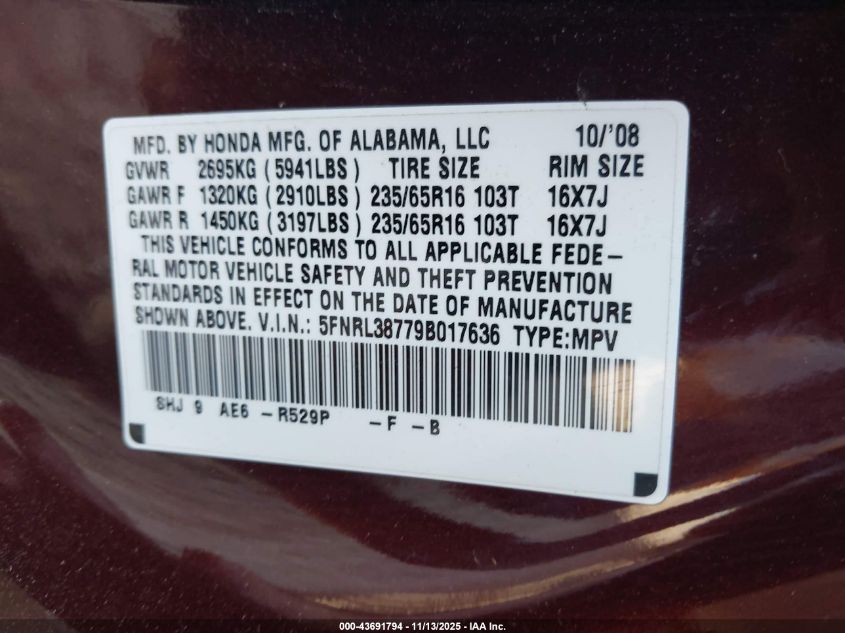 MFD. BY HONDA MFG. OF ALABAMA, LLC 10/'08
GVWR 2695KG (5941LBS) TIRE SIZE RIM SIZE
GAWR F 1320KG (2910LBS) 235/65R16 103T 16X7J
GAWR R 1450KG (3197LBS) 235/65R16 103T 16X7J
THIS VEHICLE CONFORMS TO ALL APPLICABLE FEDE-
RAL MOTOR VEHICLE SAFETY AND THEFT PREVENTION
STANDARDS IN EFFECT ON THE DATE OF MANUFACTURE
SHOWN ABOVE. V.I.N.: 5FNRL38779B017636 TYPE:MPV
SHJ 9 AE6 -R529P -F -B
000-43691794 - 11/13/2025 - IAA Inc.